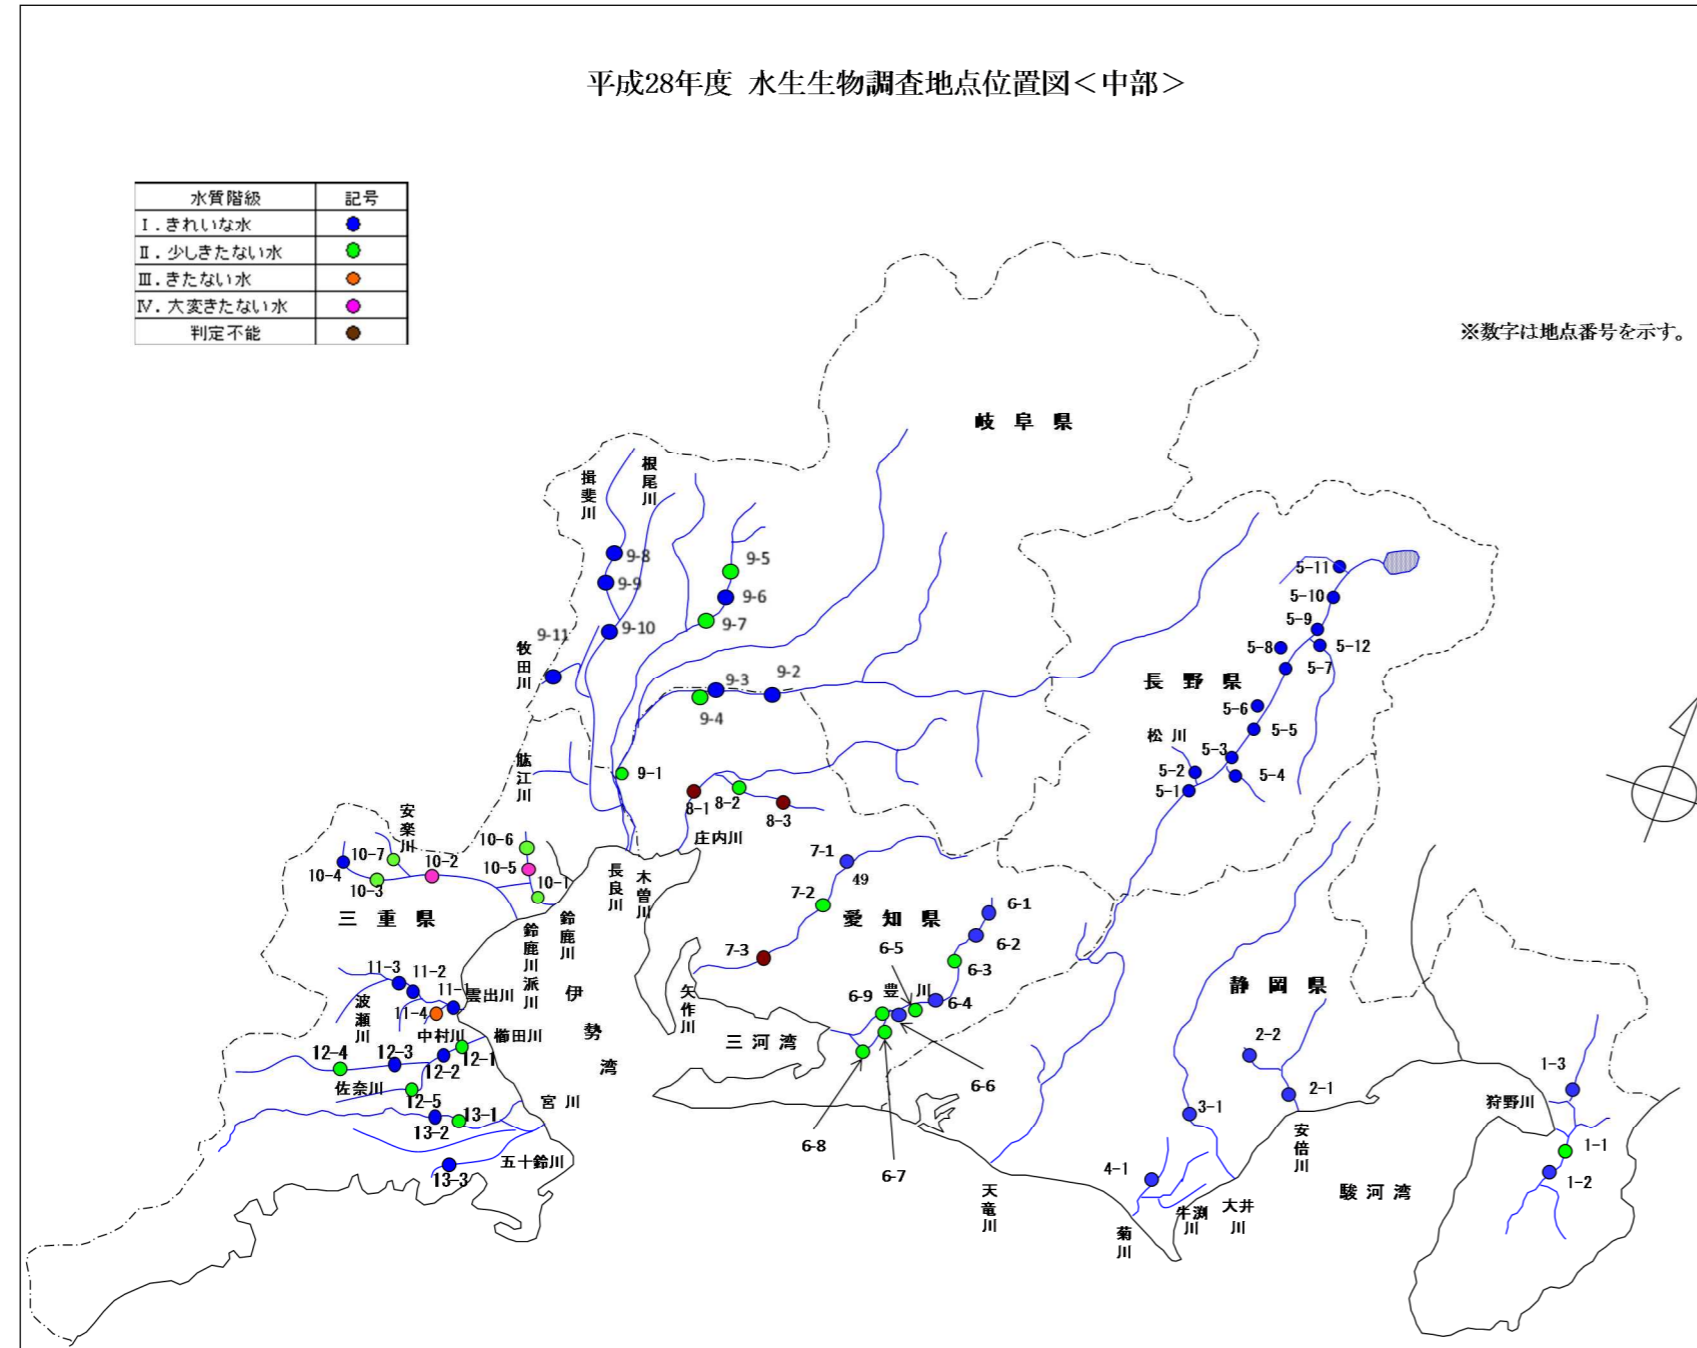 平成28年度 水生生物調査地点位置図＜中部＞
水質階級 記号
Ⅰ．きれいな水
Ⅱ．少しきたない水
Ⅲ．きたない水
Ⅳ．大変きたない水
判定不能
※数字は地点番号を示す。
岐阜県
揖斐川
根尾川
9-8
9-9
9-10
9-11
牧田川
9-5
9-6
9-7
9-3
9-2
9-4
9-1
肱江川
長野県
松川
5-11
5-10
5-9
5-8
5-12
5-7
5-6
5-5
5-3
5-2
5-4
5-1
8-1
8-2
8-3
庄内川
安楽川
10-7
10-2
10-4
10-3
10-6
10-5
10-1
三重県
鈴鹿川派川
鈴鹿川
長良川
木曽川
7-1
49
7-2
7-3
愛知県
矢作川
6-1
6-2
6-3
6-4
6-5
6-9
豊川
6-6
6-7
6-8
三河湾
伊勢湾
11-3
11-2
11-1
11-4
雲出川
波瀬川
中村川
櫛田川
12-4
12-3
12-2
12-1
佐奈川
12-5
13-2
13-1
宮川
五十鈴川
13-3
静岡県
2-2
2-1
3-1
4-1
天竜川
菊川
牛渕川
大井川
安倍川
駿河湾
狩野川
1-3
1-1
1-2